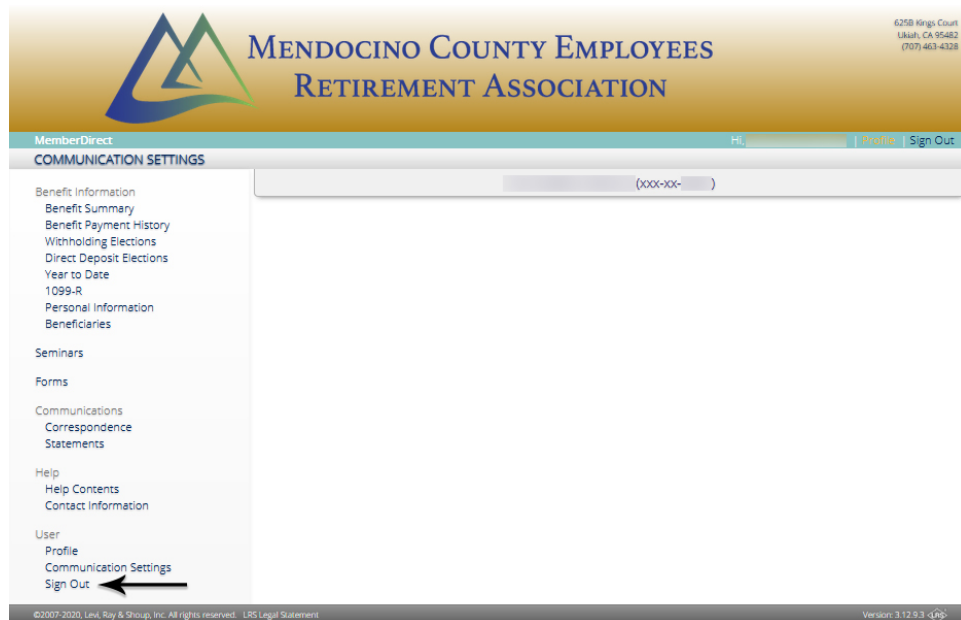 625B Kings Court
Ukiah, CA 95482
(707) 463-4328
MENDOCINO COUNTY EMPLOYEES
RETIREMENT ASSOCIATION
MemberDirect
Hi, | Profile | Sign Out
COMMUNICATION SETTINGS
(xxx-xx- )
Benefit Information
Benefit Summary
Benefit Payment History
Withholding Elections
Direct Deposit Elections
Year to Date
1099-R
Personal Information
Beneficiaries
Seminars
Forms
Communications
Correspondence
Statements
Help
Help Contents
Contact Information
User
Profile
Communication Settings
Sign Out
©2007-2020, Levi, Ray & Shoup, Inc. All rights reserved. LRS Legal Statement
Version: 3.12.9.3 LRS